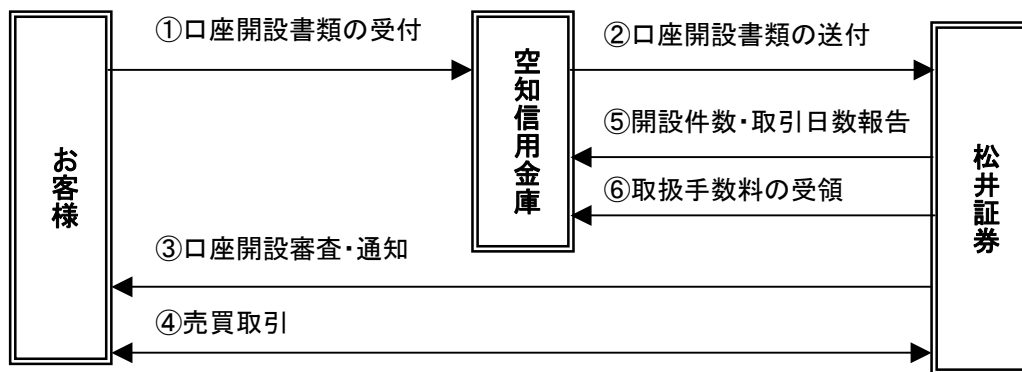 ①口座開設書類の受付
②口座開設書類の送付
空知信用金庫
⑤開設件数・取引日数報告
お客様
松井証券
⑥取扱手数料の受領
③口座開設審査・通知
④売買取引